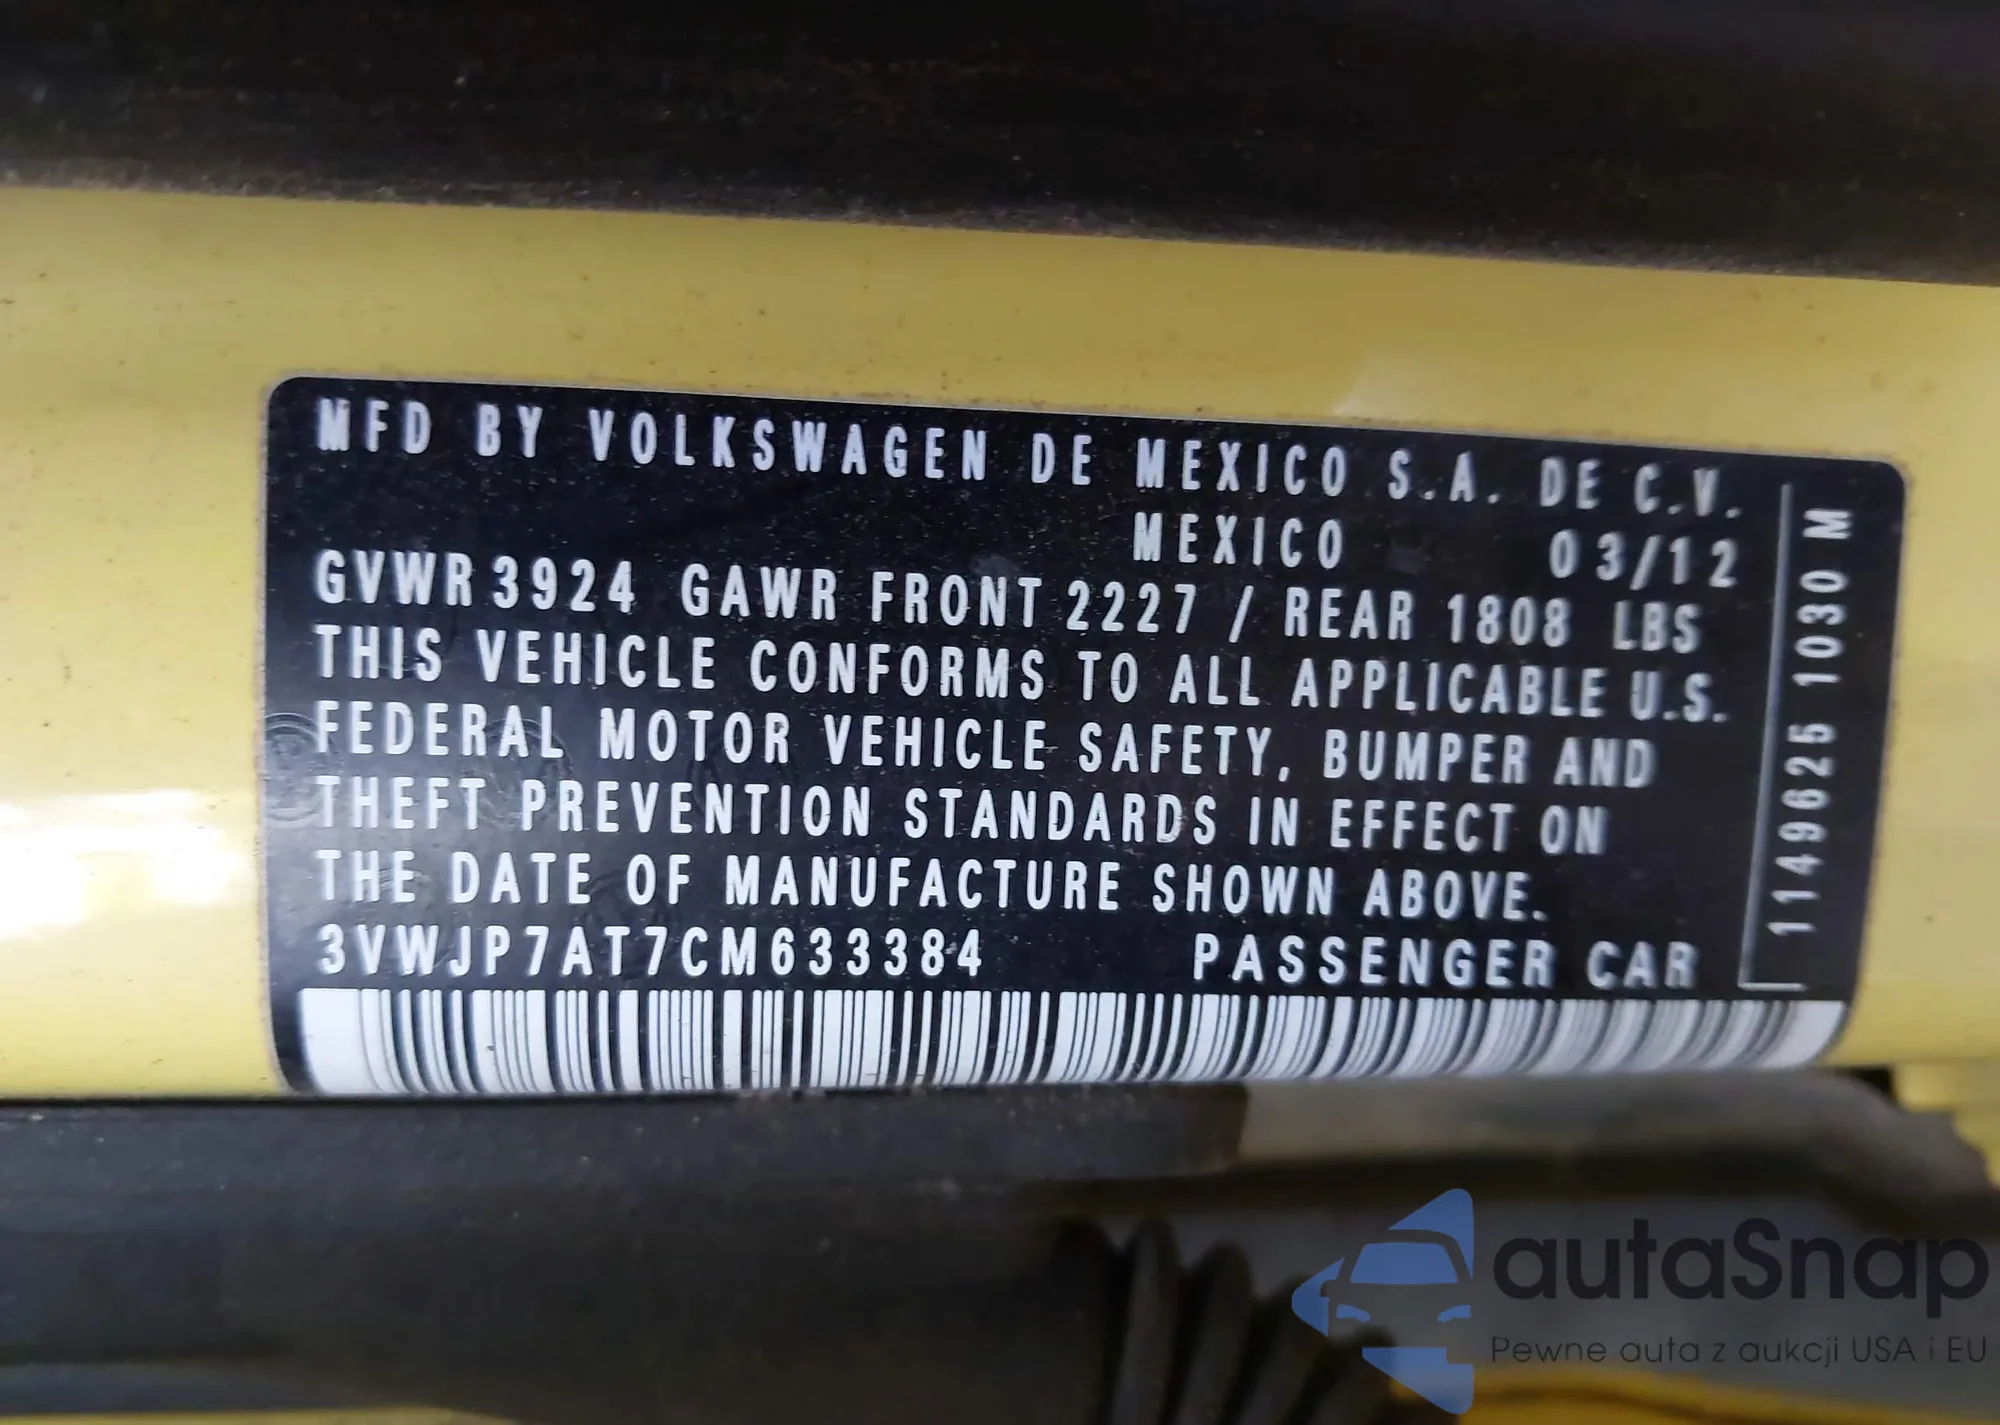 MFD BY VOLKSWAGEN DE MEXICO S.A. DE C.V.
MEXICO 03/12
GVWR 3924 GAWR FRONT 2227 / REAR 1808 LBS
THIS VEHICLE CONFORMS TO ALL APPLICABLE U.S.
FEDERAL MOTOR VEHICLE SAFETY, BUMPER AND
THEFT PREVENTION STANDARDS IN EFFECT ON
THE DATE OF MANUFACTURE SHOWN ABOVE.
3VWJP7AT7CM633384 PASSENGER CAR
1149625 1030 M
autaSnap
Pewne auta z aukcji USA i EU